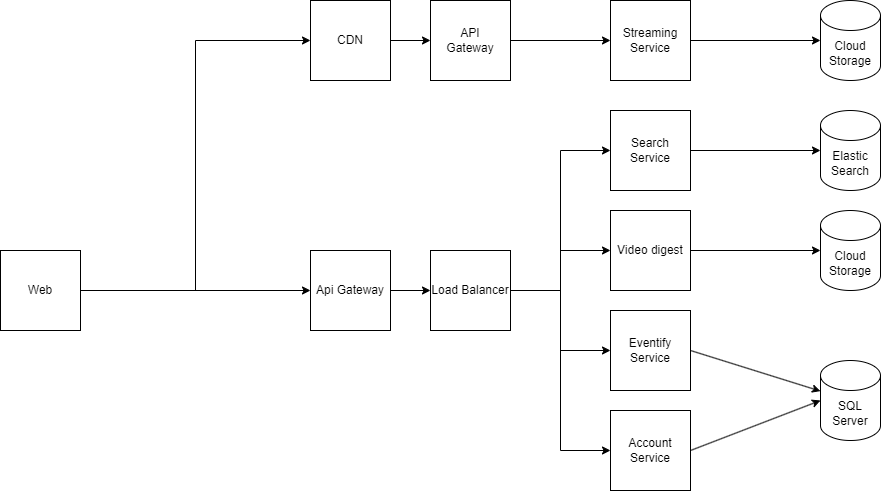 CDN
API
Gateway
Streaming
Service
Cloud
Storage
Search
Service
Elastic
Search
Video digest
Cloud
Storage
Web
Api Gateway
Load Balancer
Eventify
Service
SQL
Server
Account
Service